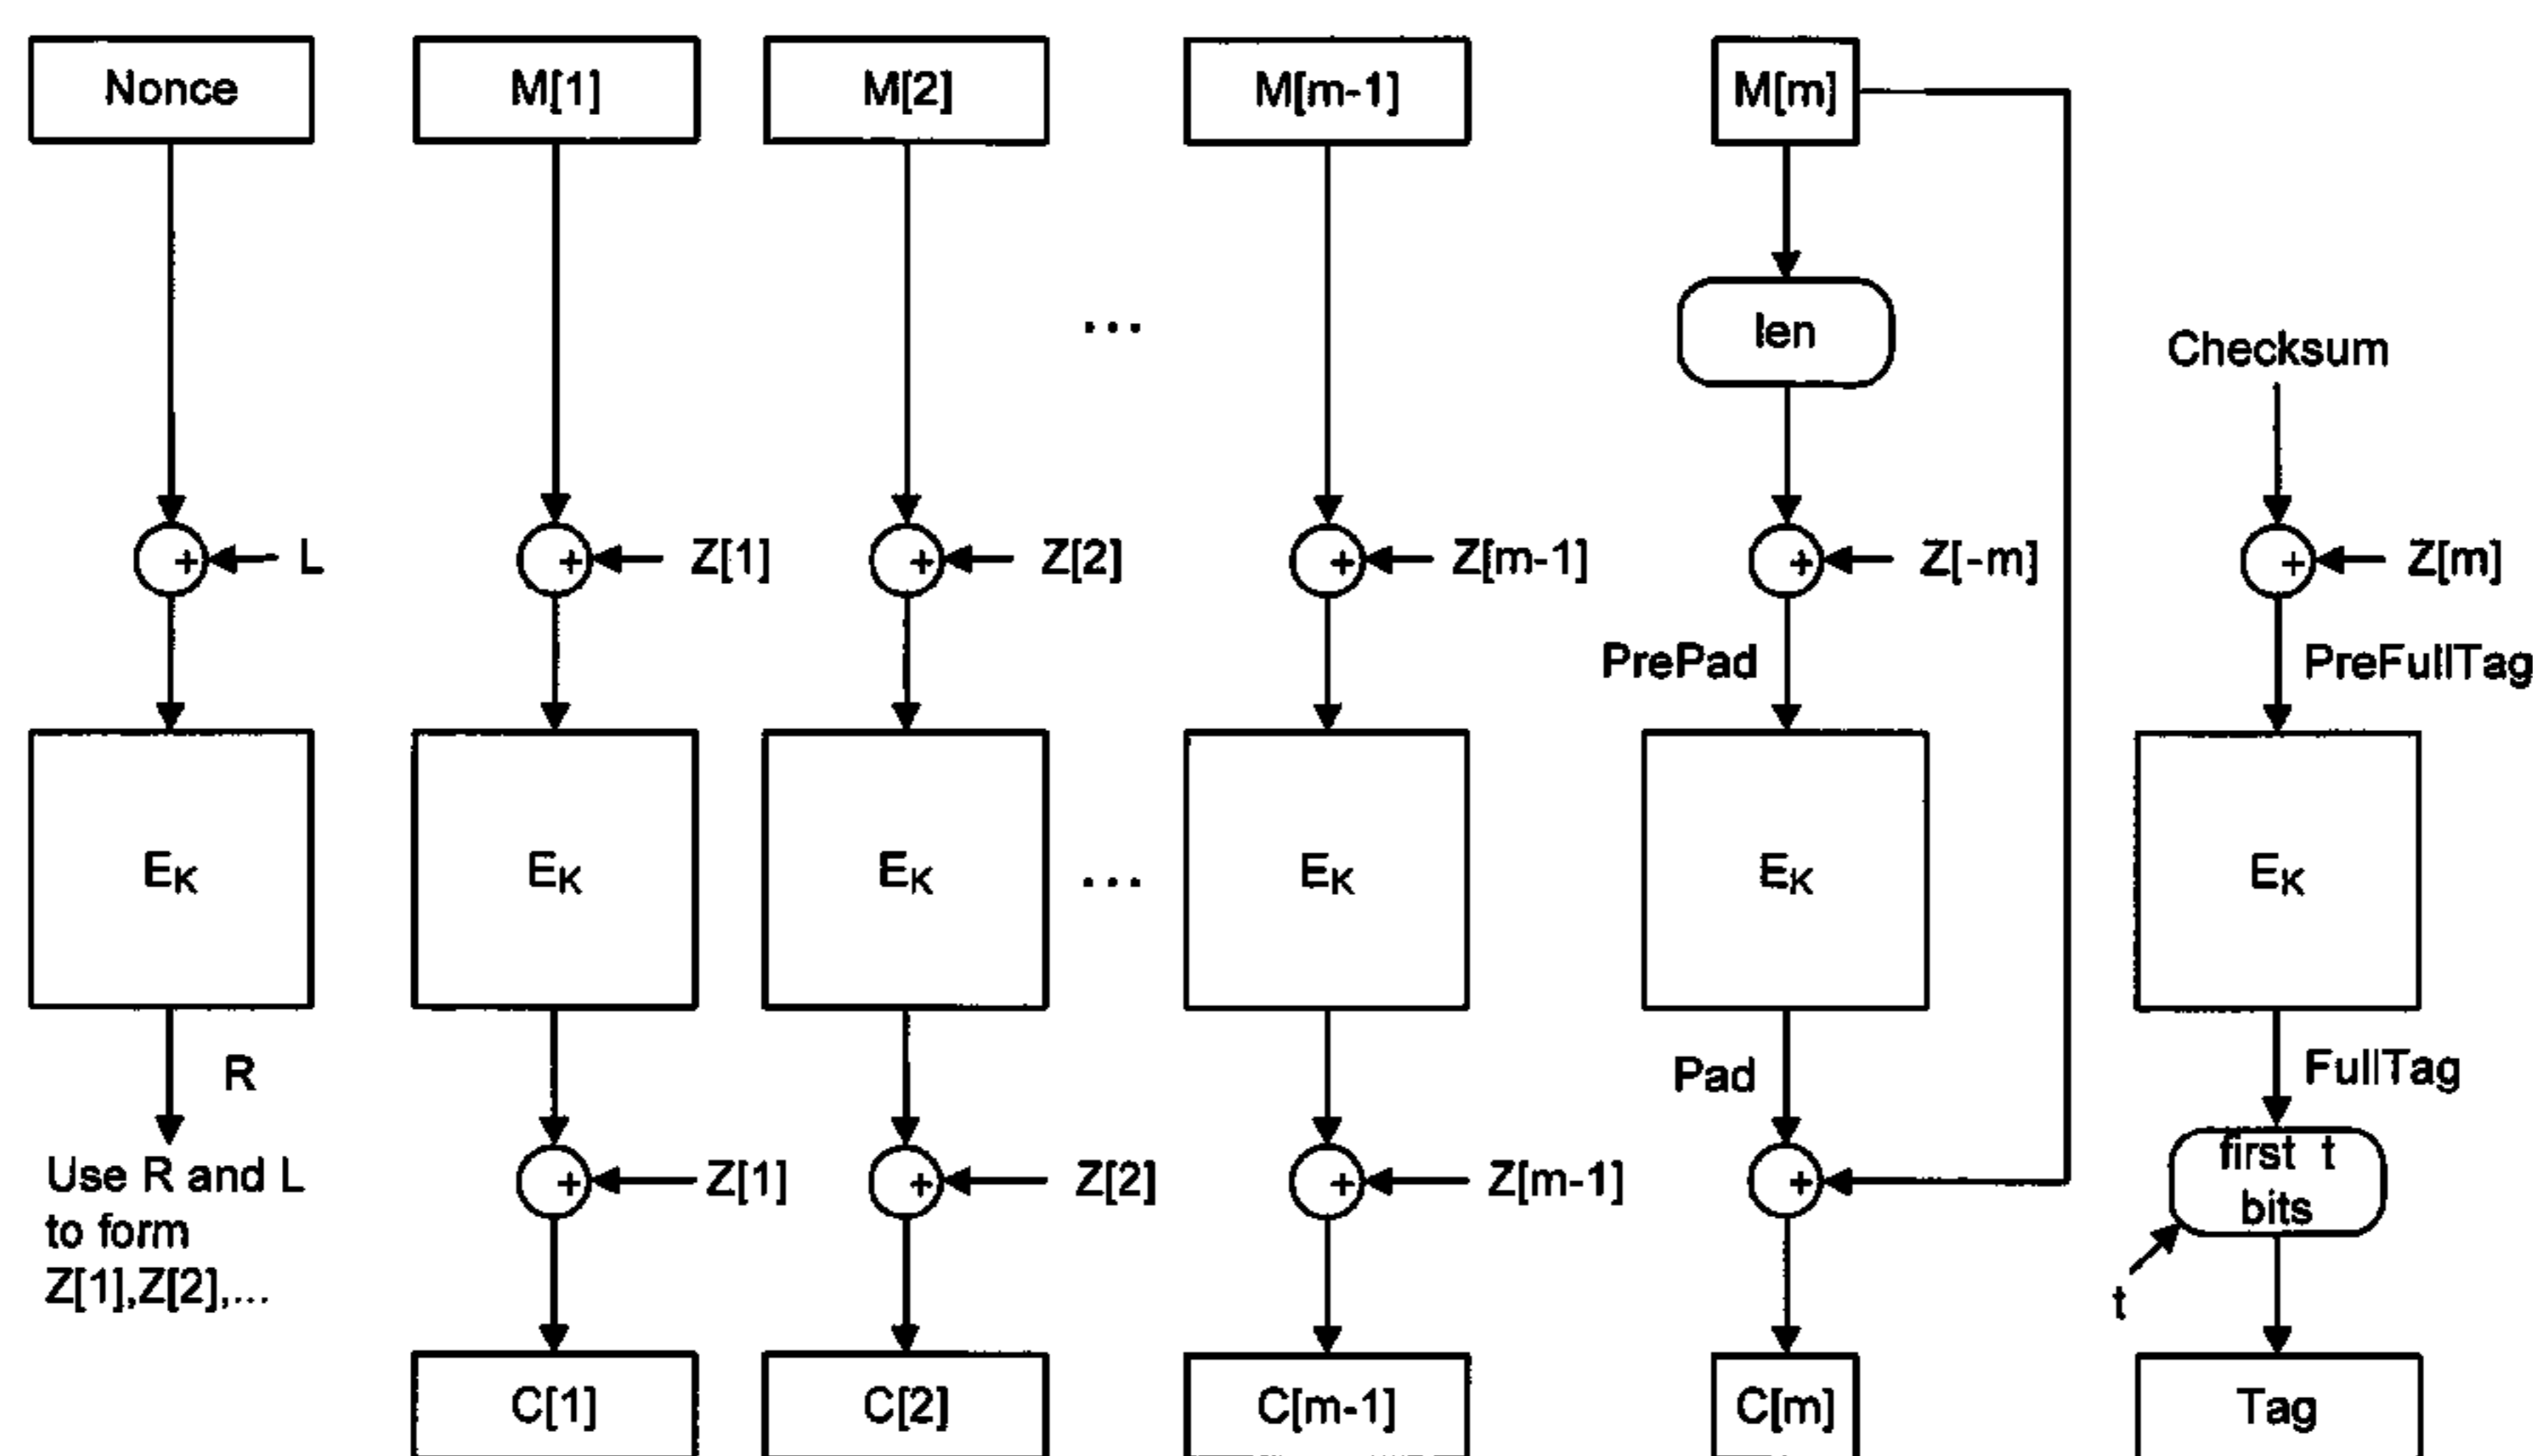 Nonce
M[1]
M[2]
M[m-1]
M[m]
...
len
Checksum
+
L
+
Z[1]
+
Z[2]
+
Z[m-1]
+
Z[-m]
+
Z[m]
PrePad
PreFullTag
EK
EK
EK
...
EK
EK
EK
R
Pad
FullTag
Use R and L
to form
Z[1],Z[2],...
+
Z[1]
+
Z[2]
+
Z[m-1]
+
first t
bits
t
C[1]
C[2]
C[m-1]
C[m]
Tag